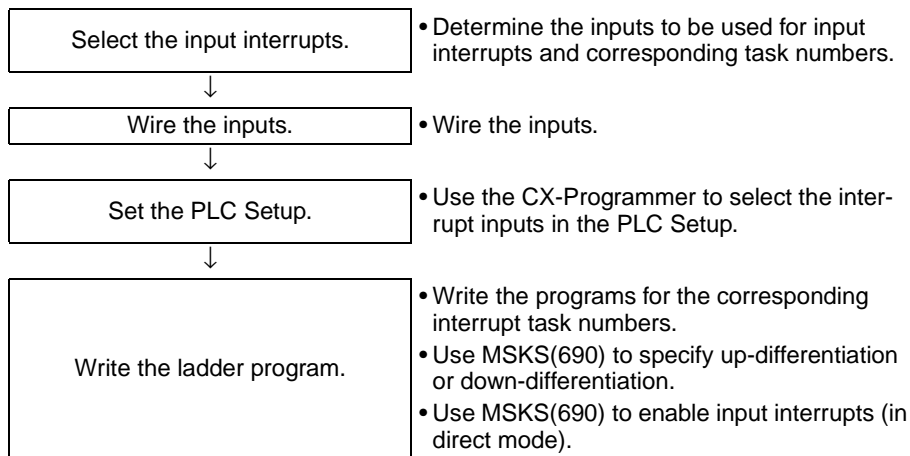 Select the input interrupts.
• Determine the inputs to be used for input
interrupts and corresponding task numbers.
↓
Wire the inputs.
• Wire the inputs.
↓
Set the PLC Setup.
• Use the CX-Programmer to select the inter-
rupt inputs in the PLC Setup.
↓
Write the ladder program.
• Write the programs for the corresponding
interrupt task numbers.
• Use MSKS(690) to specify up-differentiation
or down-differentiation.
• Use MSKS(690) to enable input interrupts (in
direct mode).